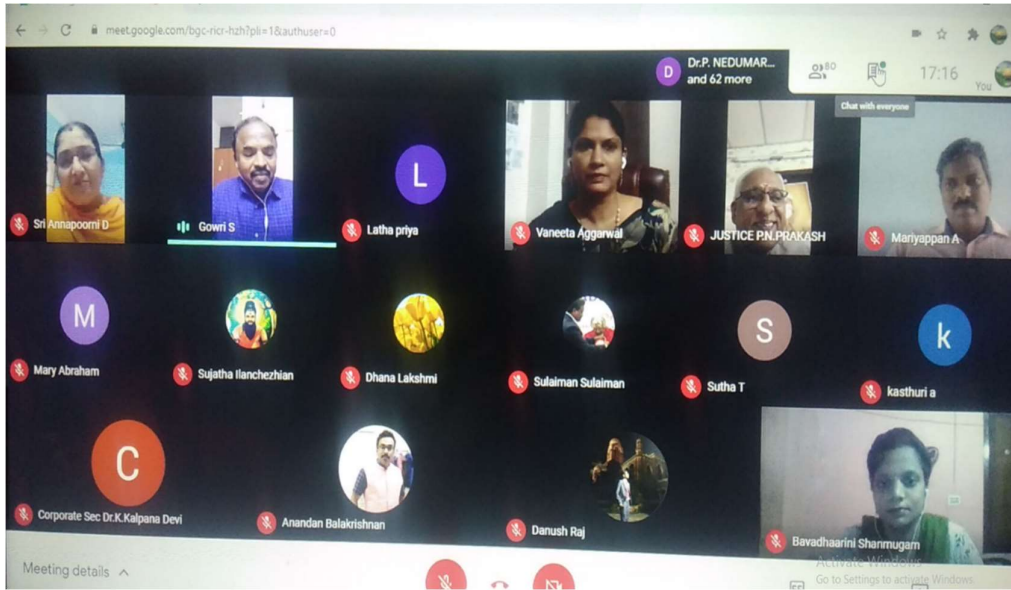 meet.google.com/bgc-ricr-hzh?pli=1&authuser=0
D
Dr.P. NEDUMAR...
and 62 more
80
17:16
You
Chat with everyone
Sri Annapoorni D
Gowri S
L
Latha priya
Vaneeta Aggarwal
JUSTICE P.N.PRAKASH
Mariyappan A
M
Mary Abraham
Sujatha Ilanchezhian
Dhana Lakshmi
Sulaiman Sulaiman
S
Sutha T
k
kasthuri a
C
Corporate Sec Dr.K.Kalpana Devi
Anandan Balakrishnan
Danush Raj
Bavadhaarini Shanmugam
Meeting details
Activate Windows
Go to Settings to activate Windows.